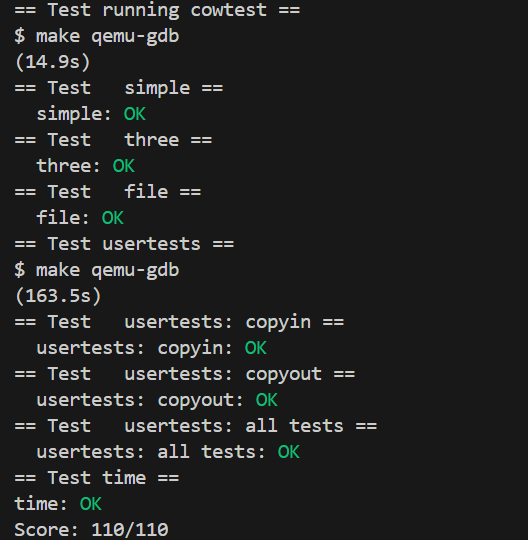 == Test running cowtest ==
$ make qemu-gdb
(14.9s)
== Test   simple ==
  simple: OK
== Test   three ==
  three: OK
== Test   file ==
  file: OK
== Test usertests ==
$ make qemu-gdb
(163.5s)
== Test   usertests: copyin ==
  usertests: copyin: OK
== Test   usertests: copyout ==
  usertests: copyout: OK
== Test   usertests: all tests ==
  usertests: all tests: OK
== Test time ==
time: OK
Score: 110/110